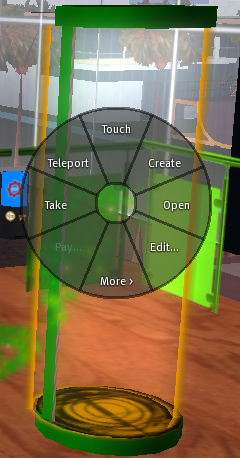 Touch
Teleport
Create
Take
Open
Pay...
Edit...
More ›